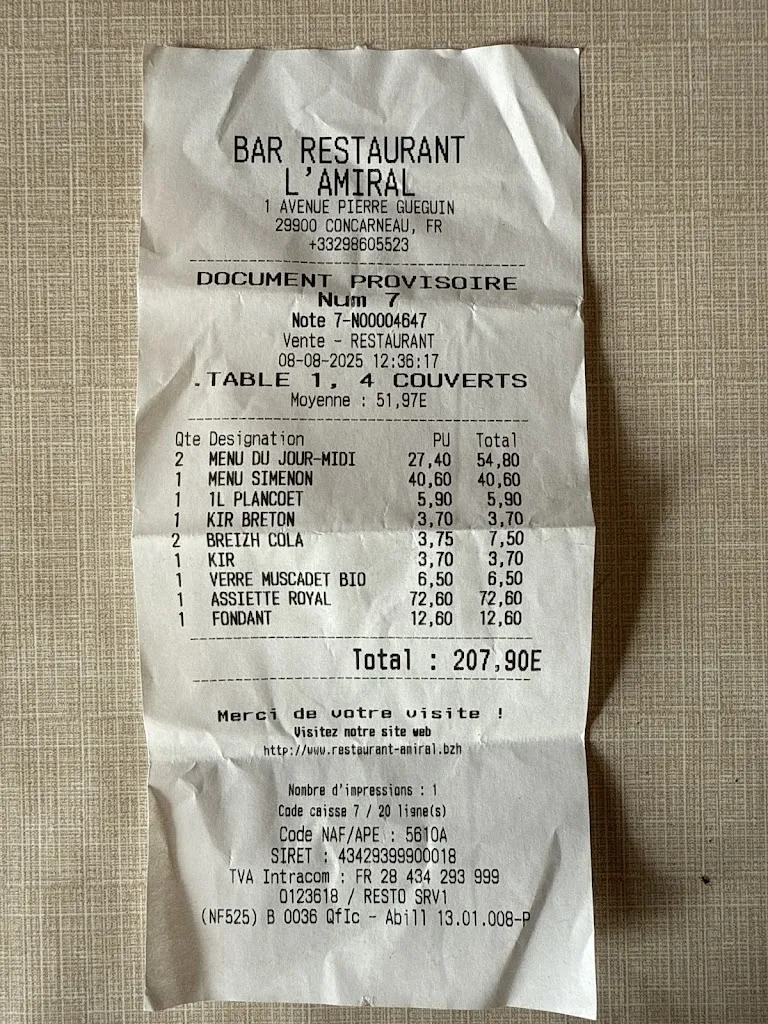 BAR RESTAURANT
L'AMIRAL
1 AVENUE PIERRE GUEGUIN
29900 CONCARNEAU, FR
+33298605523
DOCUMENT PROVISOIRE
Num 7
Note 7-N00004647
Vente - RESTAURANT
08-08-2025 12:36:17
.TABLE 1, 4 COUVERTS
Moyenne : 51,97E
Qte Designation PU Total
2 MENU DU JOUR-MIDI 27,40 54,80
1 MENU SIMENON 40,60 40,60
1 1L PLANCOET 5,90 5,90
1 KIR BRETON 3,70 3,70
2 BREIZH COLA 3,75 7,50
1 KIR 3,70 3,70
1 VERRE MUSCADET BIO 6,50 6,50
1 ASSIETTE ROYAL 72,60 72,60
1 FONDANT 12,60 12,60
Total : 207,90E
Merci de votre visite !
Visitez notre site web
http://www.restaurant-amiral.bzh
Nombre d'impressions : 1
Code caisse 7 / 20 ligne(s)
Code NAF/APE : 5610A
SIRET : 43429399900018
TVA Intracom : FR 28 434 293 999
0123618 / RESTO SRV1
(NF525) B 0036 QfIc - Abill 13.01.008-P